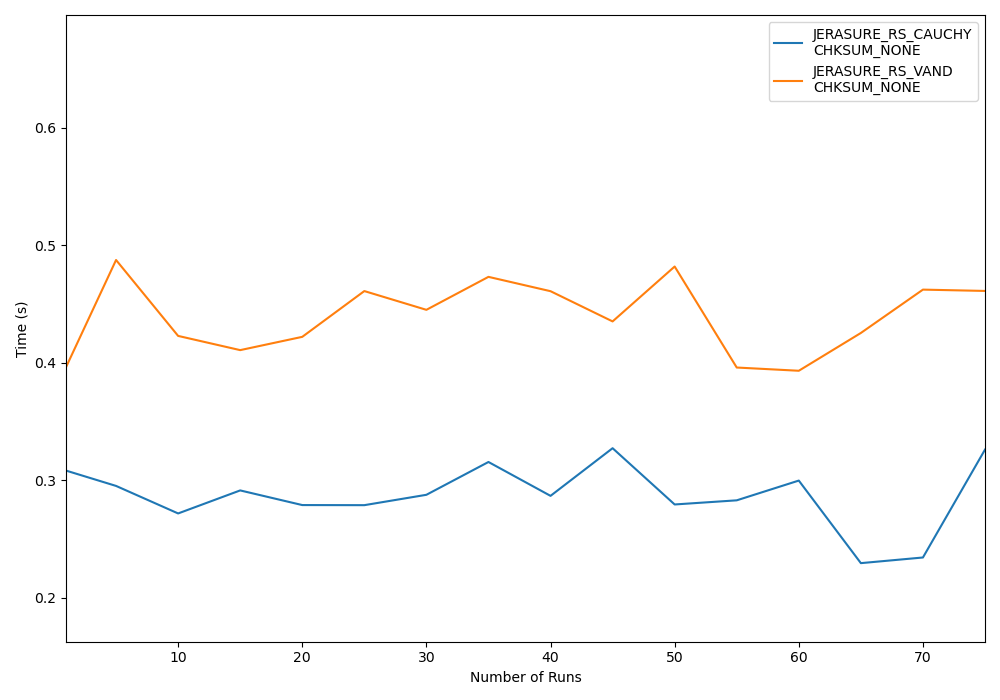 JERASURE_RS_CAUCHY
CHKSUM_NONE
JERASURE_RS_VAND
CHKSUM_NONE
0.6
0.5
0.4
0.3
0.2
Time (s)
10 20 30 40 50 60 70
Number of Runs